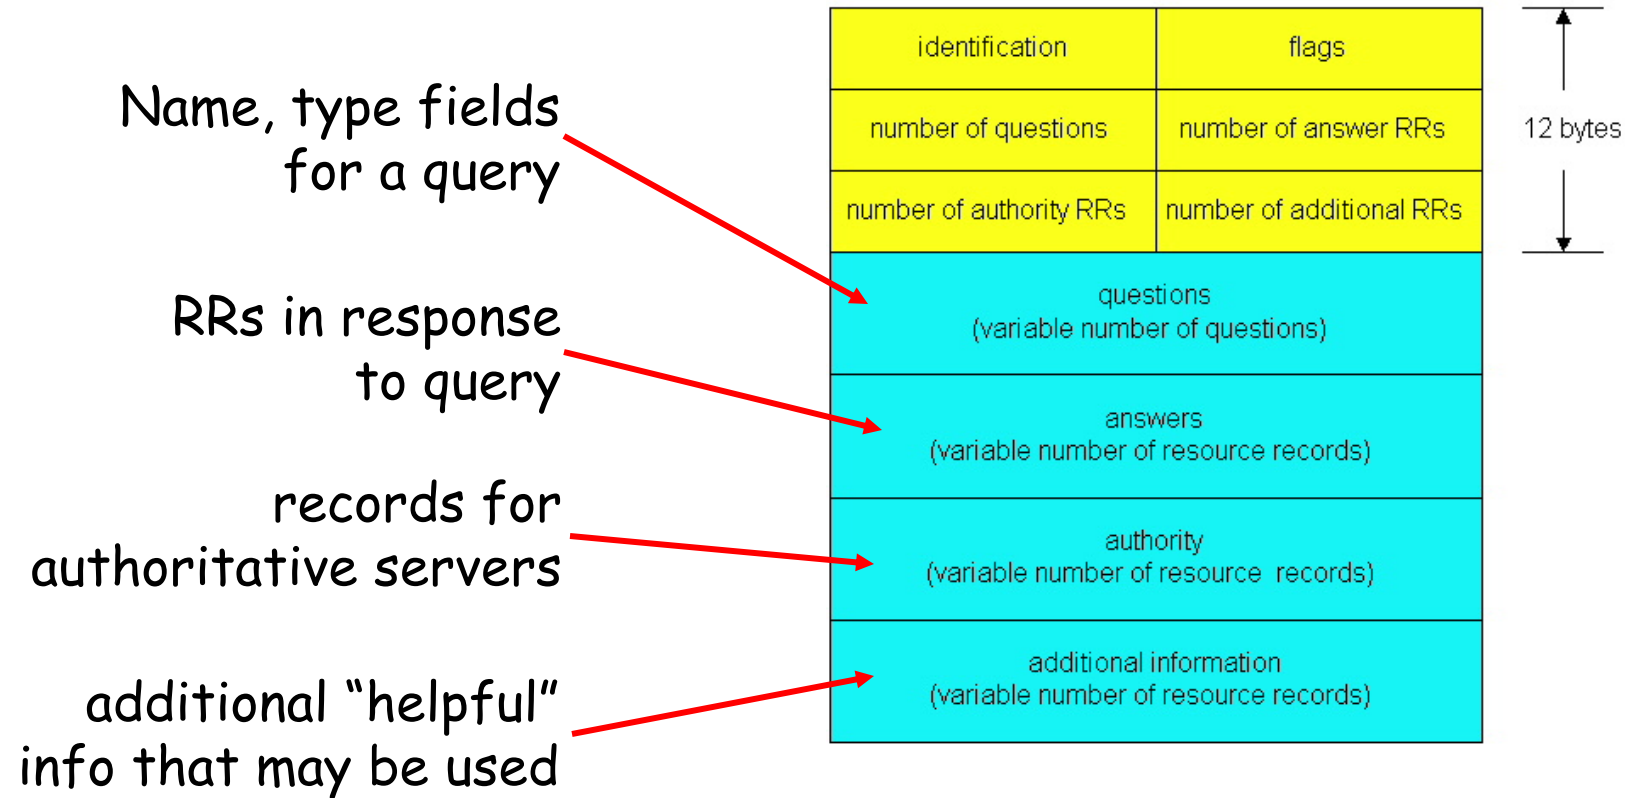 Name, type fields
for a query
RRs in response
to query
records for
authoritative servers
additional “helpful”
info that may be used
identification
flags
number of questions
number of answer RRs
number of authority RRs
number of additional RRs
12 bytes
questions
(variable number of questions)
answers
(variable number of resource records)
authority
(variable number of resource records)
additional information
(variable number of resource records)